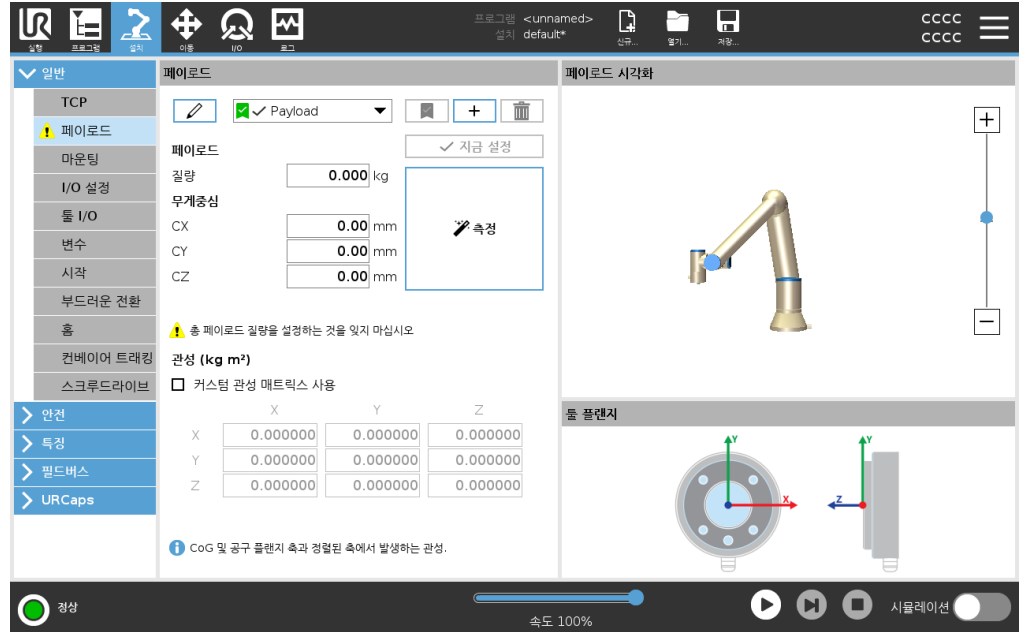 프로그램 <unnamed>
설치 default*
CCCC
CCCC
실행
프로그램
설치
이동
I/O
로그
신규...
열기...
저장...
일반
TCP
페이로드
마운팅
I/O 설정
툴 I/O
변수
시작
부드러운 전환
홈
컨베이어 트래킹
스크루드라이브
안전
특징
필드버스
URCaps
페이로드
Payload
페이로드
지금 설정
질량 0.000 kg
무게중심
CX 0.00 mm
CY 0.00 mm
CZ 0.00 mm
측정
총 페이로드 질량을 설정하는 것을 잊지 마십시오
관성 (kg m²)
커스텀 관성 매트릭스 사용
X Y Z
X 0.000000 0.000000 0.000000
Y 0.000000 0.000000 0.000000
Z 0.000000 0.000000 0.000000
CoG 및 공구 플랜지 축과 정렬된 축에서 발생하는 관성.
페이로드 시각화
툴 플랜지
Y
X
Y
Z
정상
속도 100%
시뮬레이션